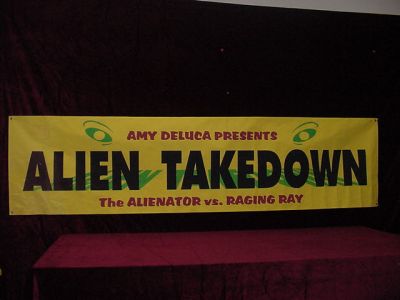 AMY DELUCA PRESENTS
ALIEN TAKEDOWN
The ALIENATOR vs. RAGING RAY